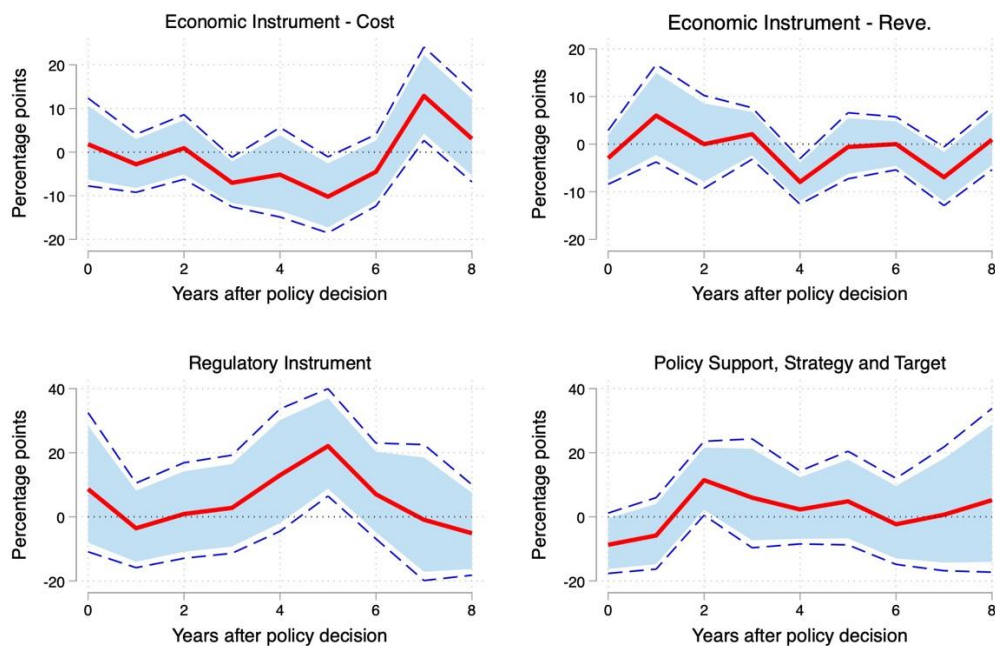 Economic Instrument - Cost
Percentage points
20
10
0
-10
-20
0 2 4 6 8
Years after policy decision
Economic Instrument - Reve.
Percentage points
20
10
0
-10
-20
0 2 4 6 8
Years after policy decision
Regulatory Instrument
Percentage points
40
20
0
-20
0 2 4 6 8
Years after policy decision
Policy Support, Strategy and Target
Percentage points
40
20
0
-20
0 2 4 6 8
Years after policy decision